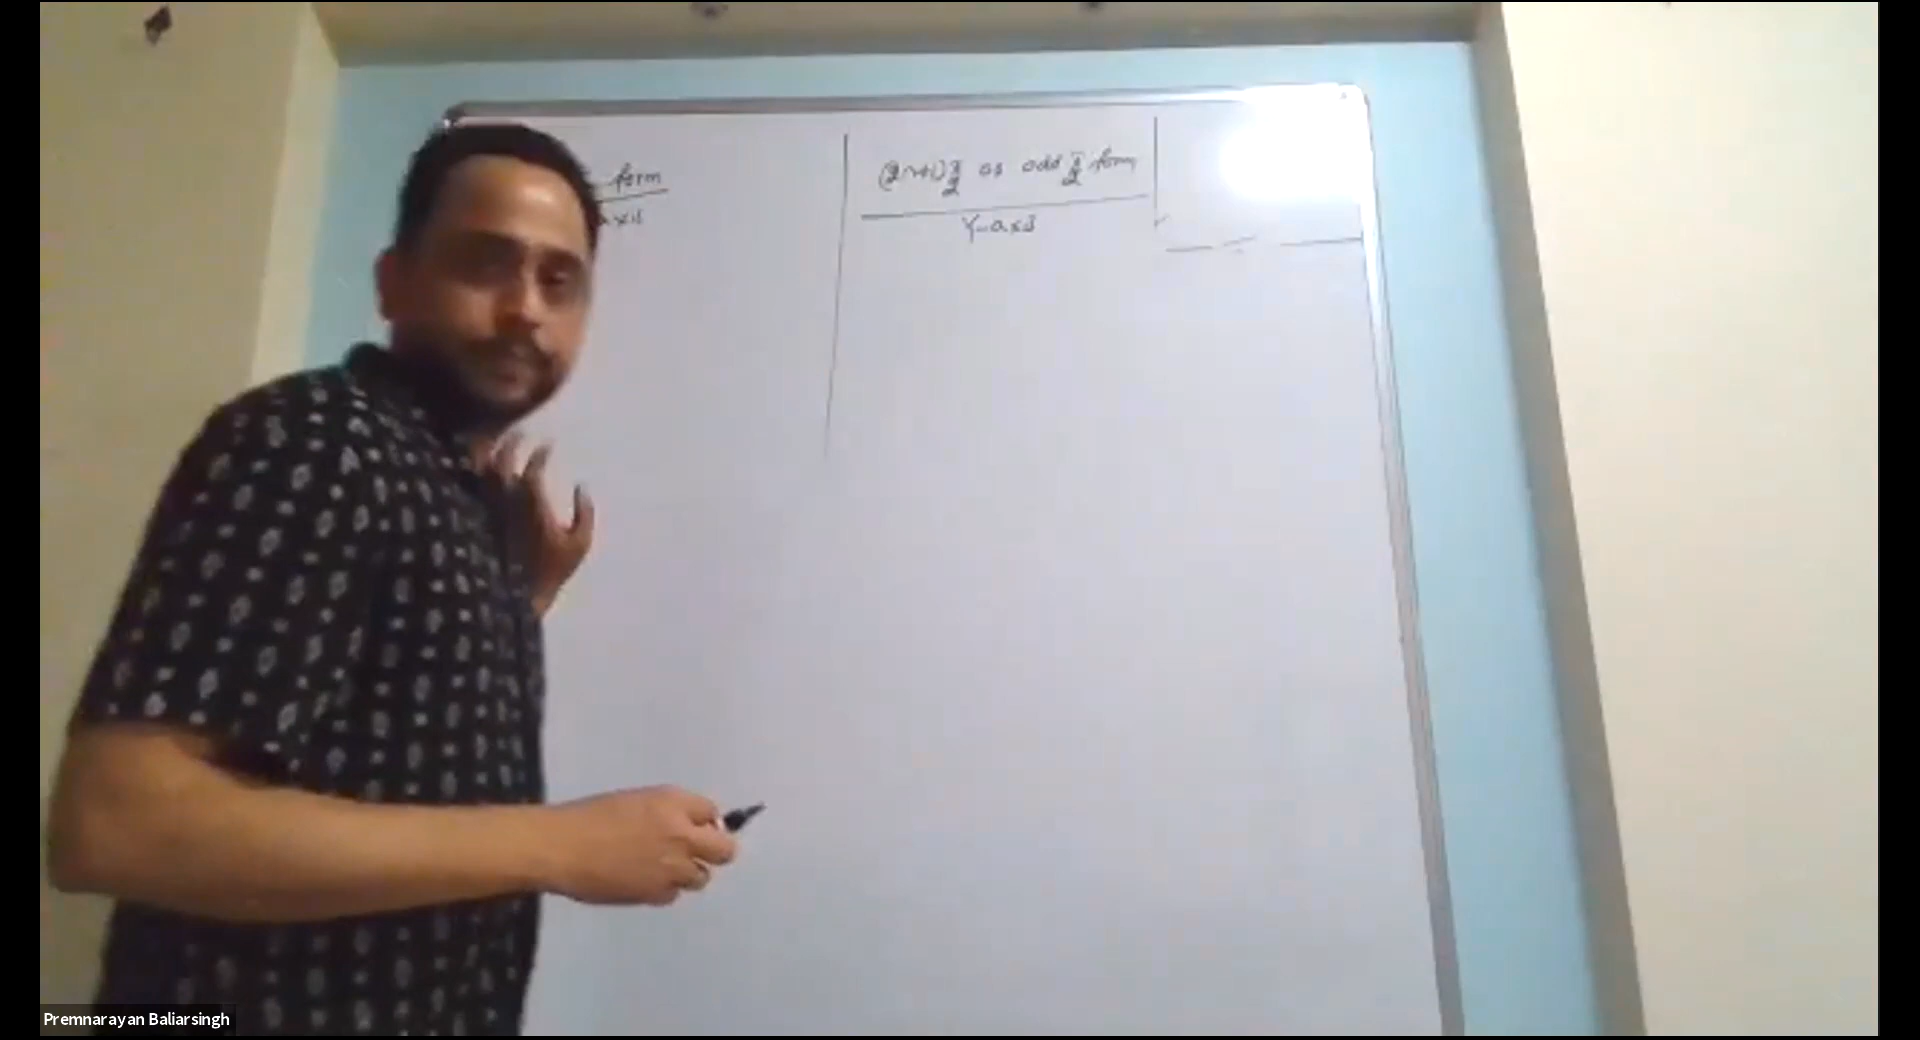 form
axis
(2n+1)π/2 as odd π/2 form
Y-axis
Premnarayan Baliarsingh